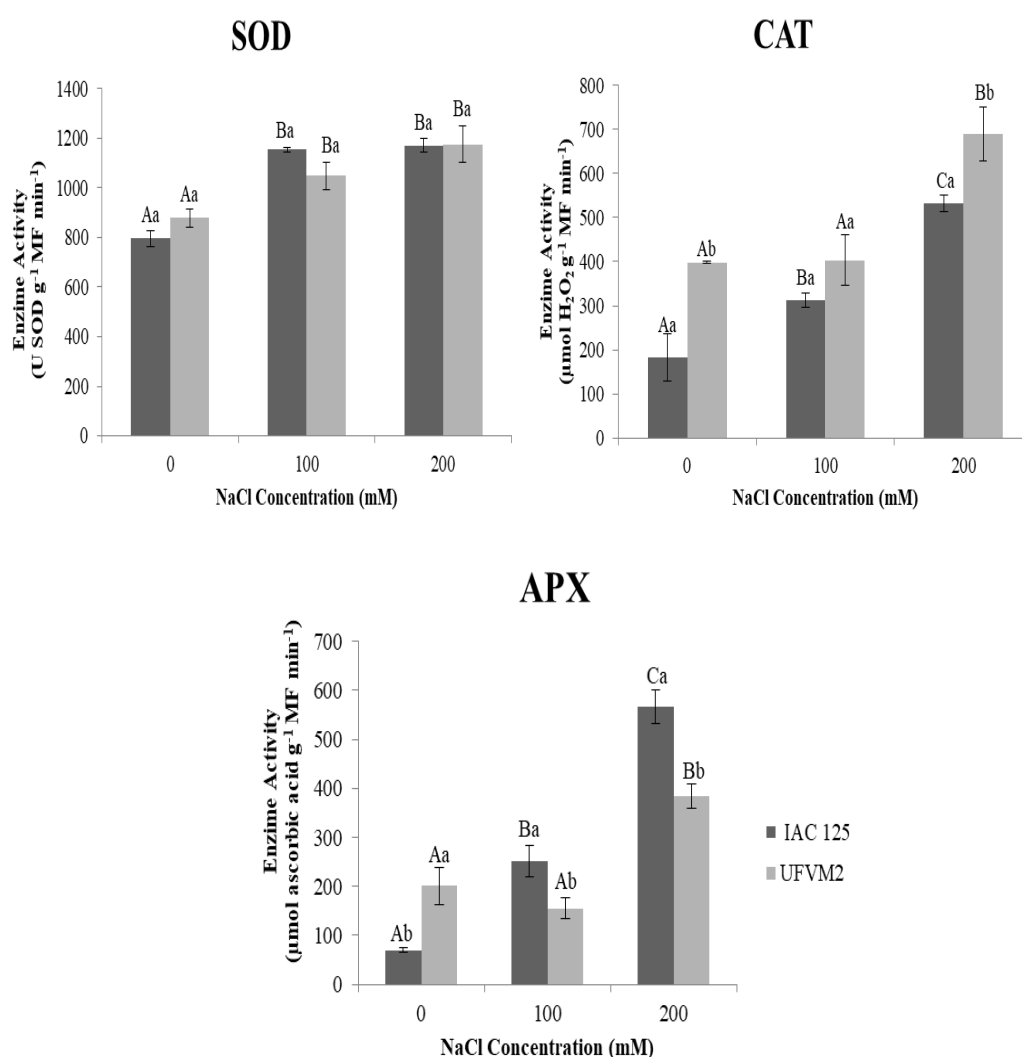 SOD
Enzime Activity
(U SOD g⁻¹ MF min⁻¹)
1400
1200
1000
800
600
400
200
0
Aa
Aa
Ba
Ba
Ba
Ba
0
100
200
NaCl Concentration (mM)
CAT
Enzime Activity
(μmol H₂O₂ g⁻¹ MF min⁻¹)
800
700
600
500
400
300
200
100
0
Aa
Ab
Ba
Aa
Ca
Bb
0
100
200
NaCl Concentration (mM)
APX
Enzime Activity
(μmol ascorbic acid g⁻¹ MF min⁻¹)
700
600
500
400
300
200
100
0
Ab
Aa
Ba
Ab
Ca
Bb
0
100
200
NaCl Concentration (mM)
IAC 125
UFVM2